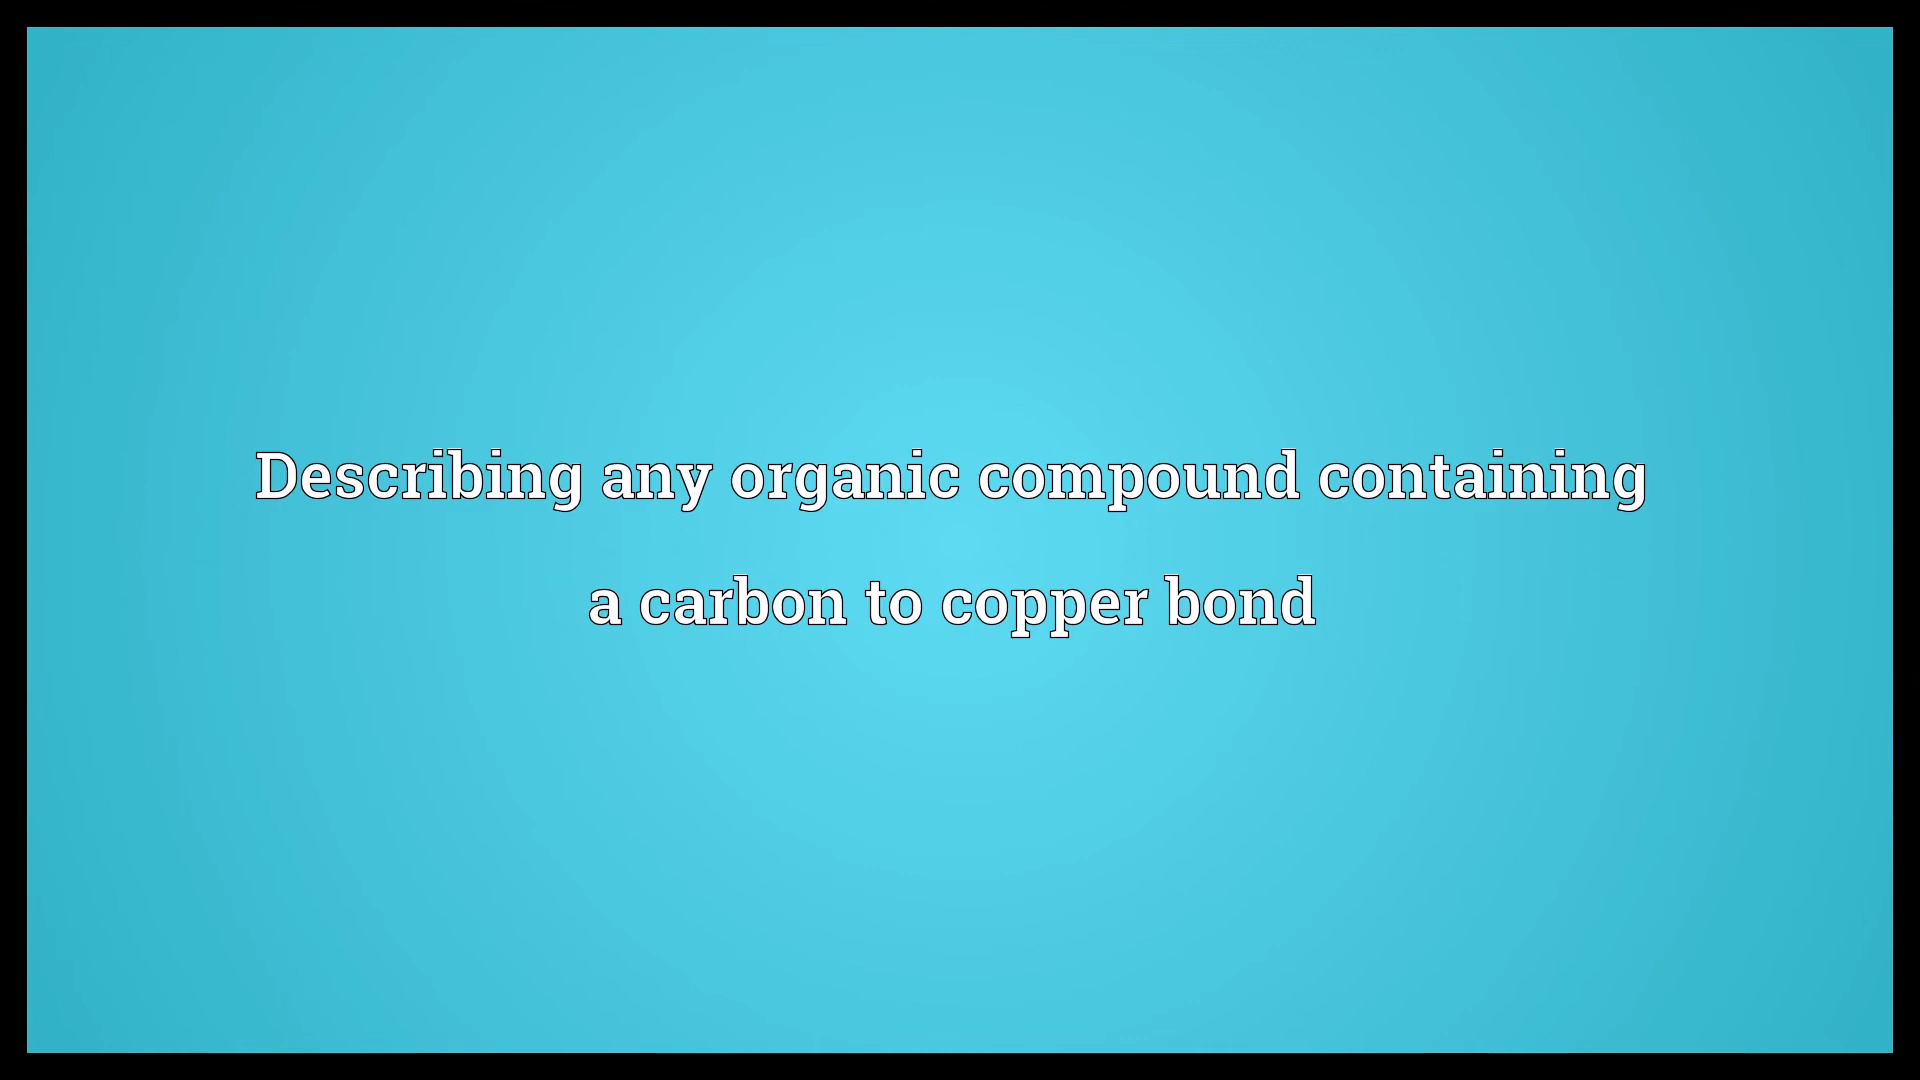 Describing any organic compound containing
a carbon to copper bond